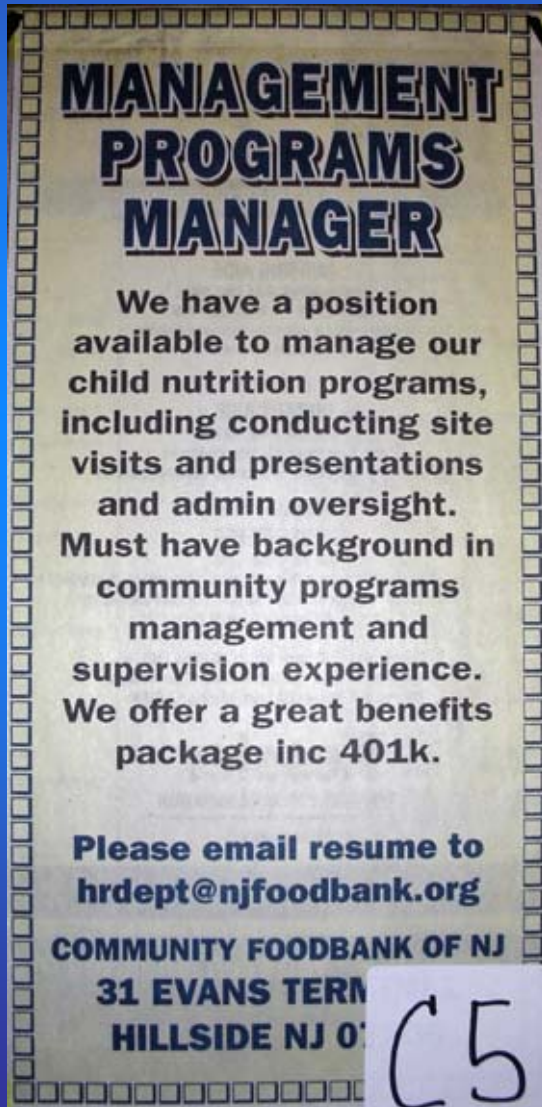 MANAGEMENT
PROGRAMS
MANAGER
We have a position
available to manage our
child nutrition programs,
including conducting site
visits and presentations
and admin oversight.
Must have background in
community programs
management and
supervision experience.
We offer a great benefits
package inc 401k.
Please email resume to
hrdept@njfoodbank.org
COMMUNITY FOODBANK OF NJ
31 EVANS
HILLSIDE NJ
C5